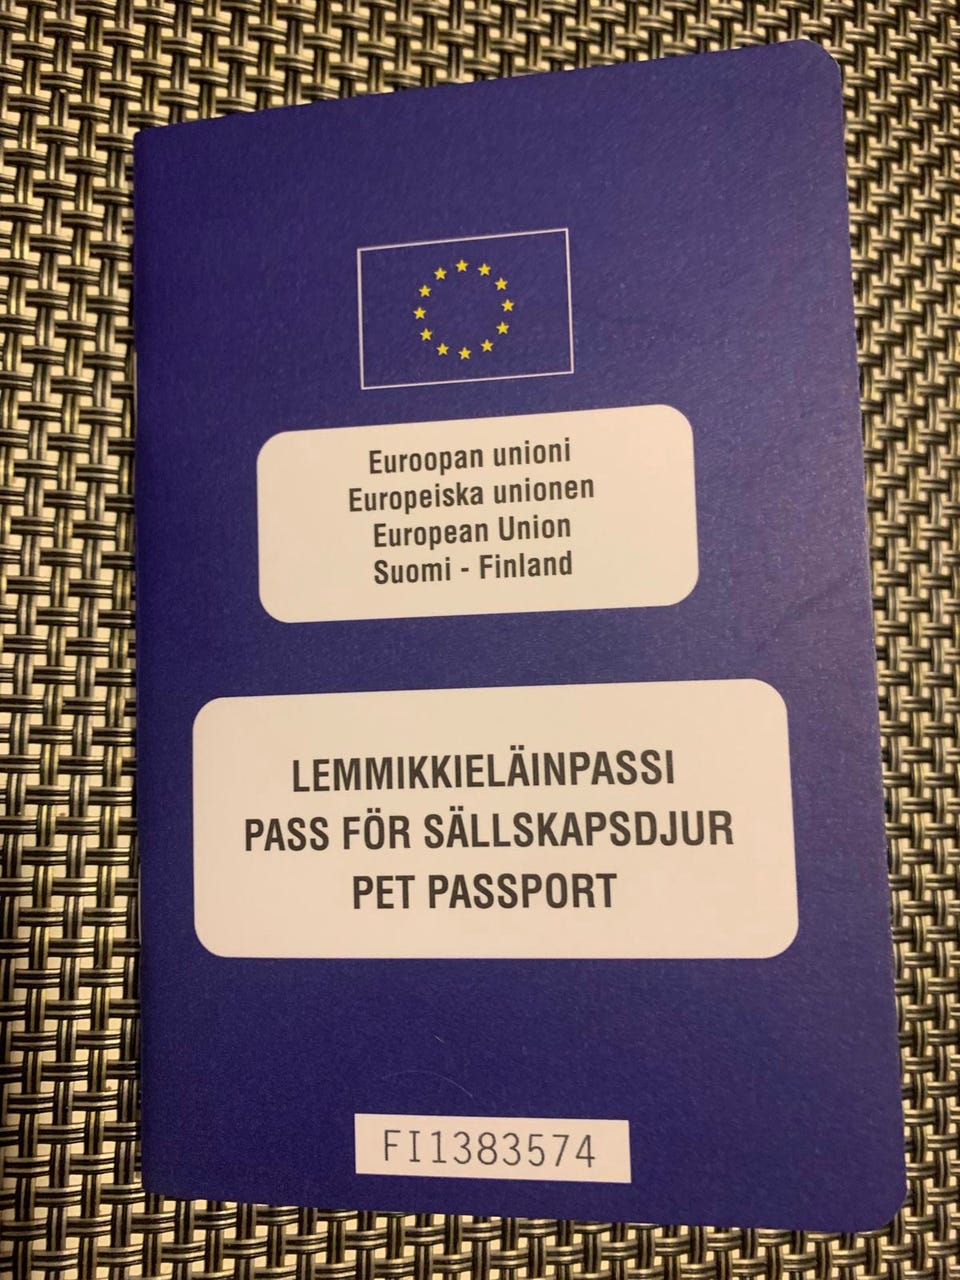 Euroopan unioni
Europeiska unionen
European Union
Suomi - Finland
LEMMIKKIELÄINPASSI
PASS FÖR SÄLLSKAPSDJUR
PET PASSPORT
FI1383574